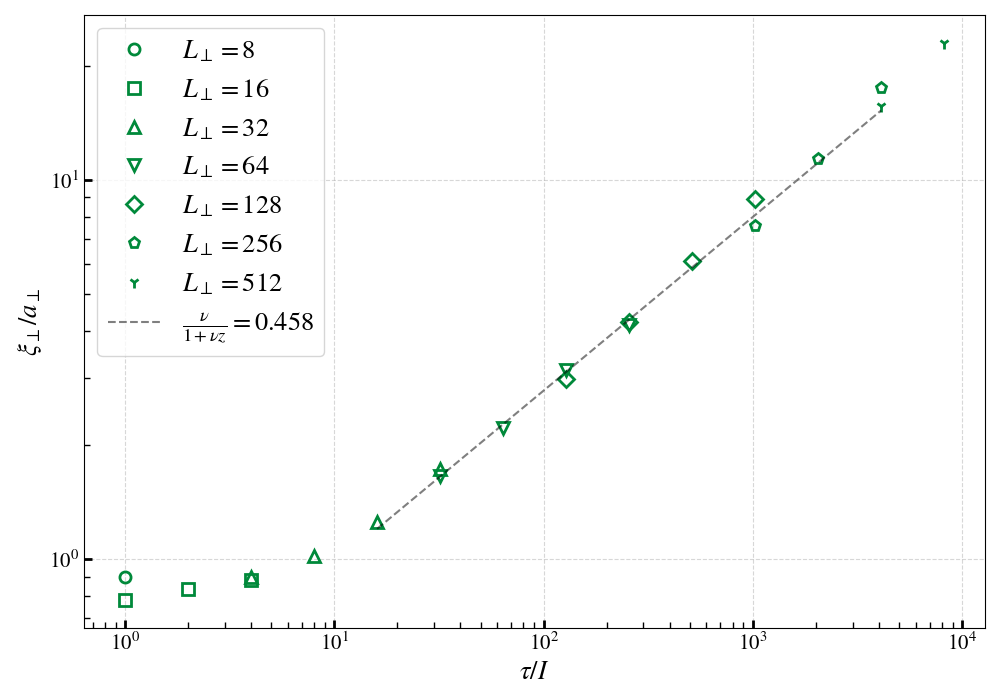 L⊥ = 8
L⊥ = 16
L⊥ = 32
L⊥ = 64
L⊥ = 128
L⊥ = 256
L⊥ = 512
ν/(1+νz) = 0.458
ξ⊥/a⊥
10¹
10⁰
10⁰ 10¹ 10² 10³ 10⁴
τ/I